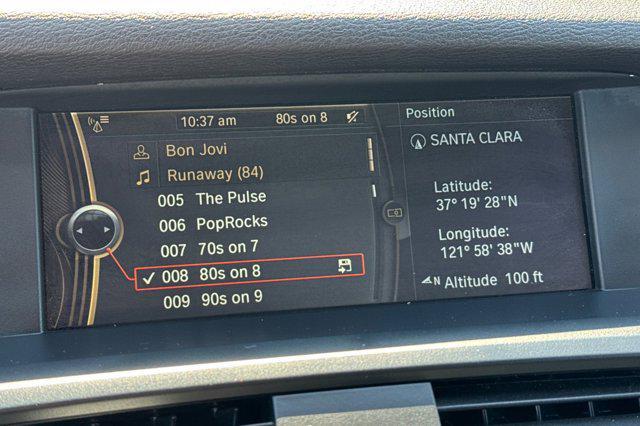 10:37 am 80s on 8
Bon Jovi
Runaway (84)
005 The Pulse
006 PopRocks
007 70s on 7
008 80s on 8
009 90s on 9
Position
SANTA CLARA
Latitude:
37° 19' 28"N
Longitude:
121° 58' 38"W
N Altitude 100 ft